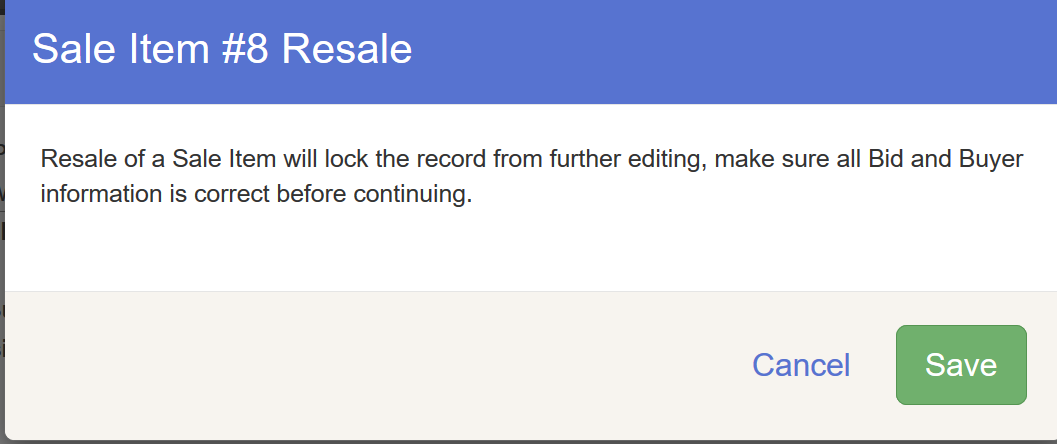 Sale Item #8 Resale
Resale of a Sale Item will lock the record from further editing, make sure all Bid and Buyer
information is correct before continuing.
Cancel
Save